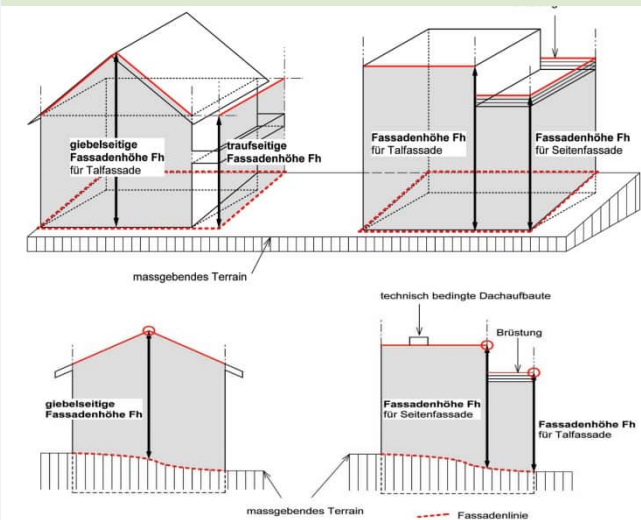 giebelseitige
Fassadenhöhe Fh
für Talfassade
traufseitige
Fassadenhöhe Fh
Fassadenhöhe Fh
für Talfassade
Fassadenhöhe Fh
für Seitenfassade
massgebendes Terrain
technisch bedingte Dachaufbaute
Brüstung
giebelseitige
Fassadenhöhe Fh
Fassadenhöhe Fh
für Seitenfassade
Fassadenhöhe Fh
für Talfassade
massgebendes Terrain
Fassadenlinie